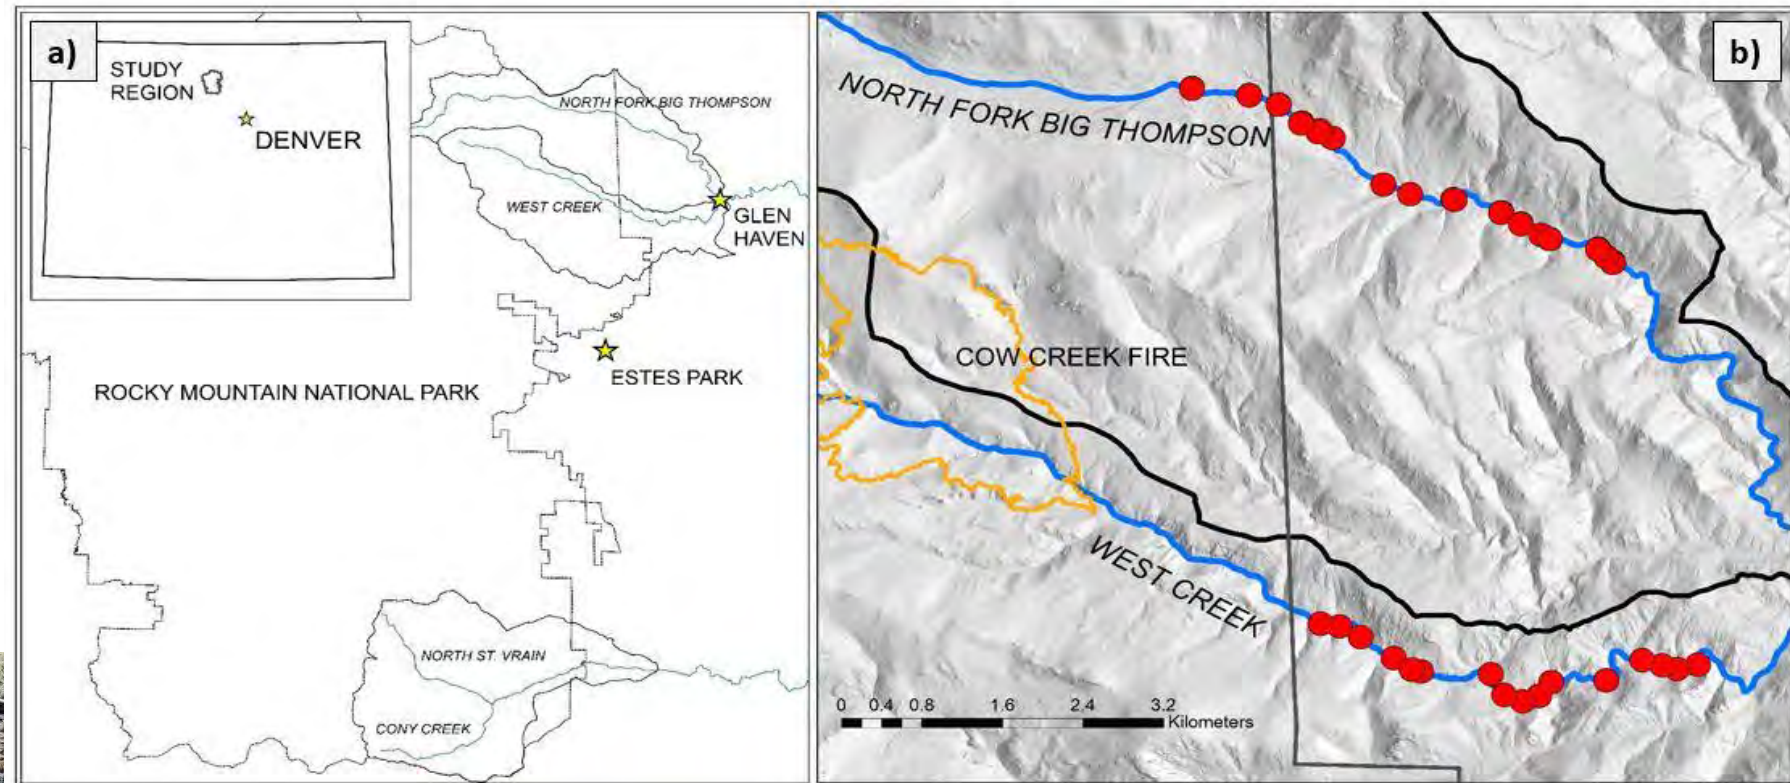 a)
STUDY
REGION
DENVER
NORTH FORK BIG THOMPSON
WEST CREEK
GLEN
HAVEN
ESTES PARK
ROCKY MOUNTAIN NATIONAL PARK
NORTH ST. VRAIN
CONY CREEK
b)
NORTH FORK BIG THOMPSON
COW CREEK FIRE
WEST CREEK
0 0.4 0.8 1.6 2.4 3.2
Kilometers